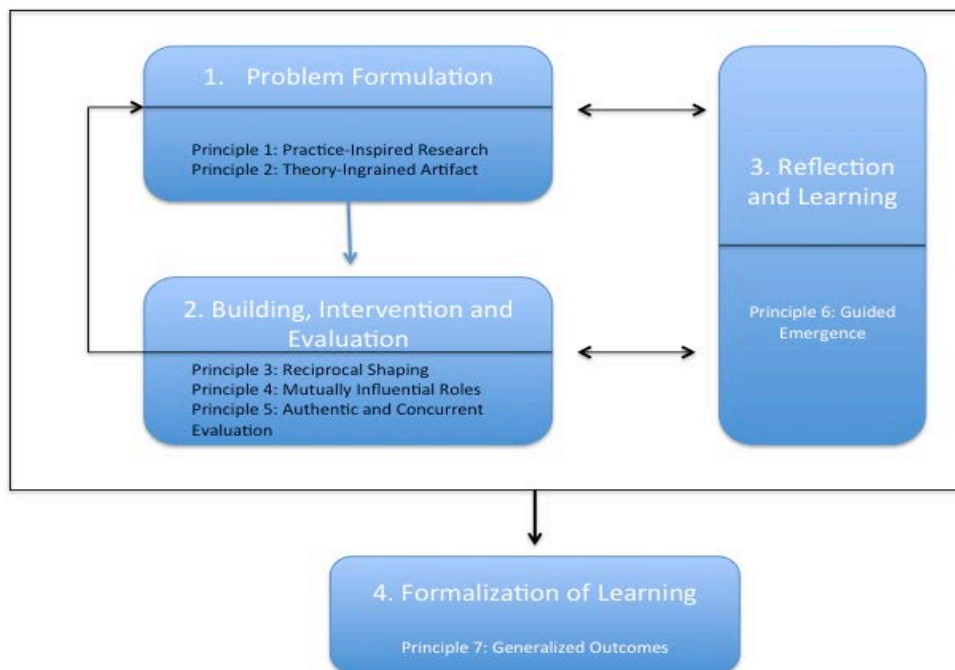 1. Problem Formulation
Principle 1: Practice-Inspired Research
Principle 2: Theory-Ingrained Artifact
2. Building, Intervention and
Evaluation
Principle 3: Reciprocal Shaping
Principle 4: Mutually Influential Roles
Principle 5: Authentic and Concurrent
Evaluation
3. Reflection
and Learning
Principle 6: Guided
Emergence
4. Formalization of Learning
Principle 7: Generalized Outcomes